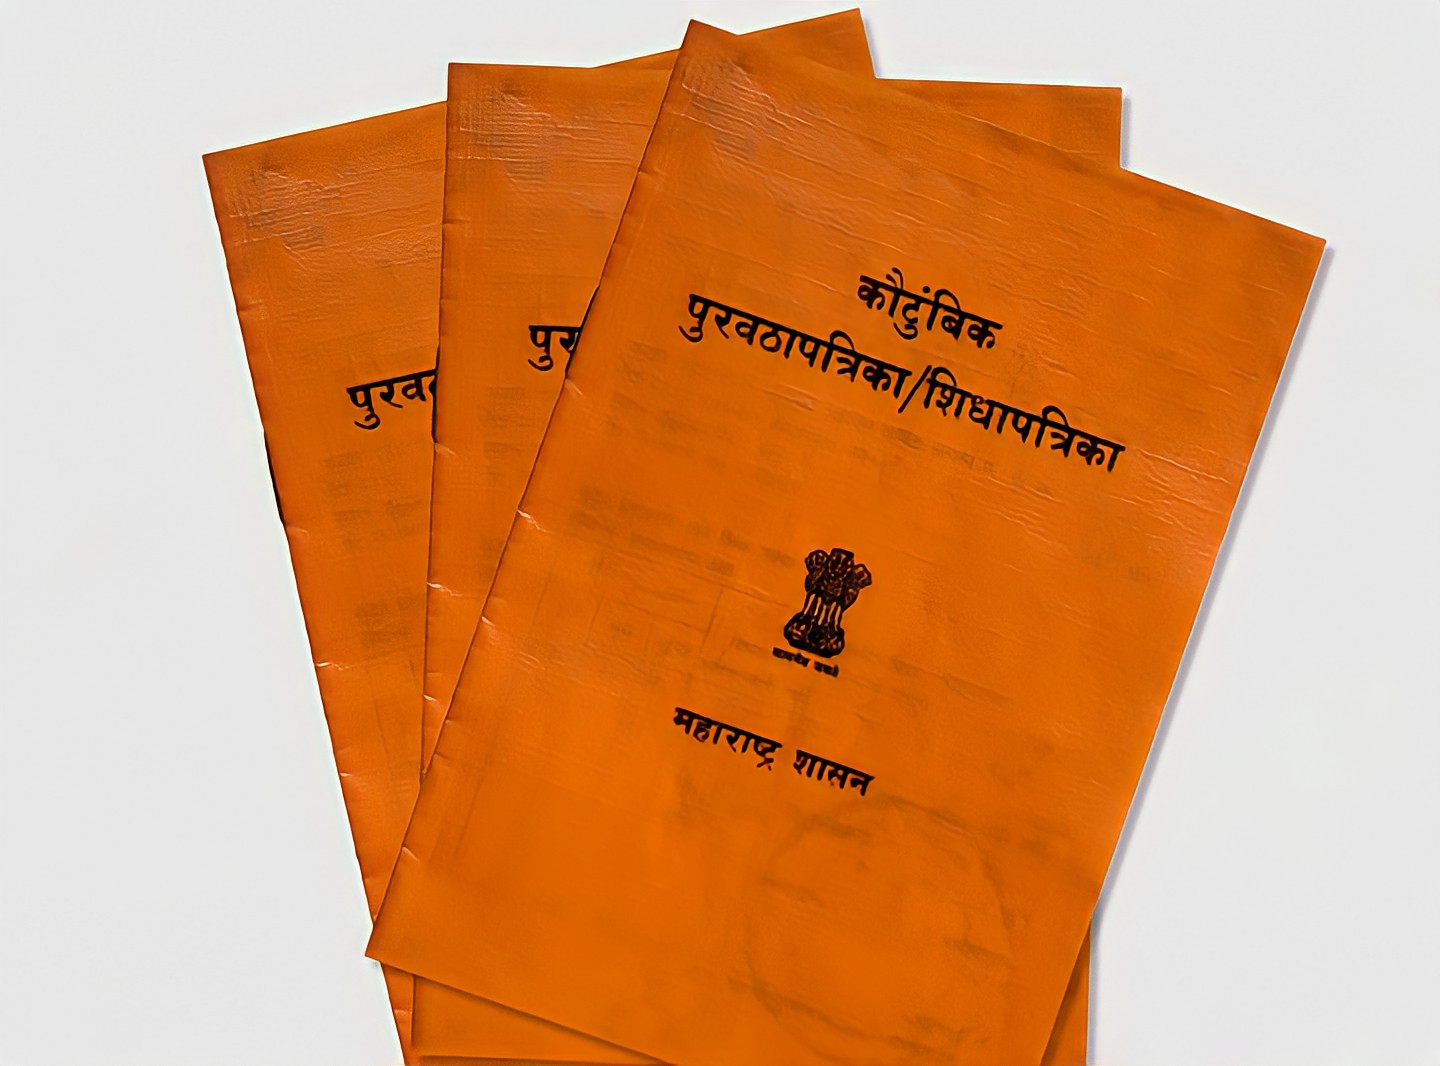 कौटुंबिक
पुरवठापत्रिका/शिधापत्रिका
महाराष्ट्र शासन
पुर
पुरव